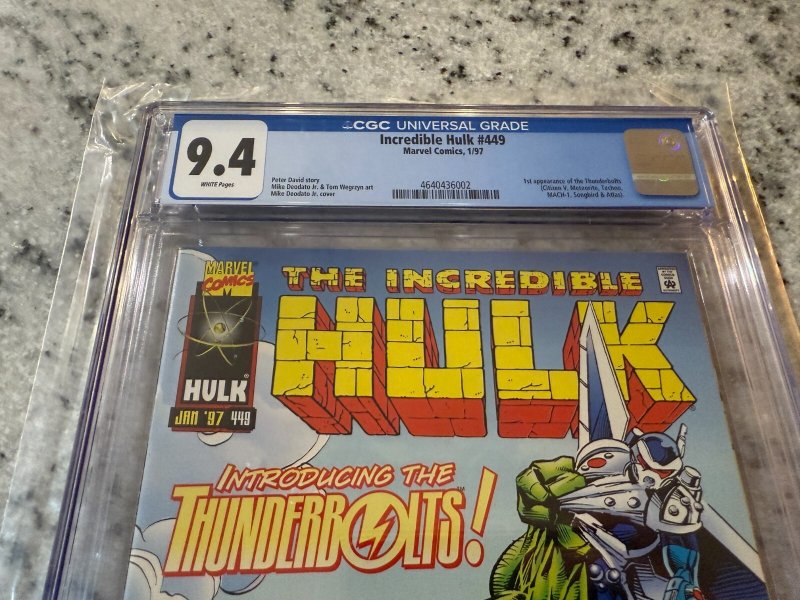 CGC UNIVERSAL GRADE
9.4
WHITE Pages
Incredible Hulk #449
Marvel Comics, 1/97
Peter David story
Mike Deodato Jr. & Tom Wegrzyn art
Mike Deodato Jr. cover
4640436002
1st appearance of the Thunderbolts
(Citizen V, Meteorite, Techno,
MACH-1, Songbird & Atlas).
MARVEL
COMICS
HULK®
JAN '97 449
THE INCREDIBLE
HULK
INTRODUCING THE
THUNDERBOLTS!™